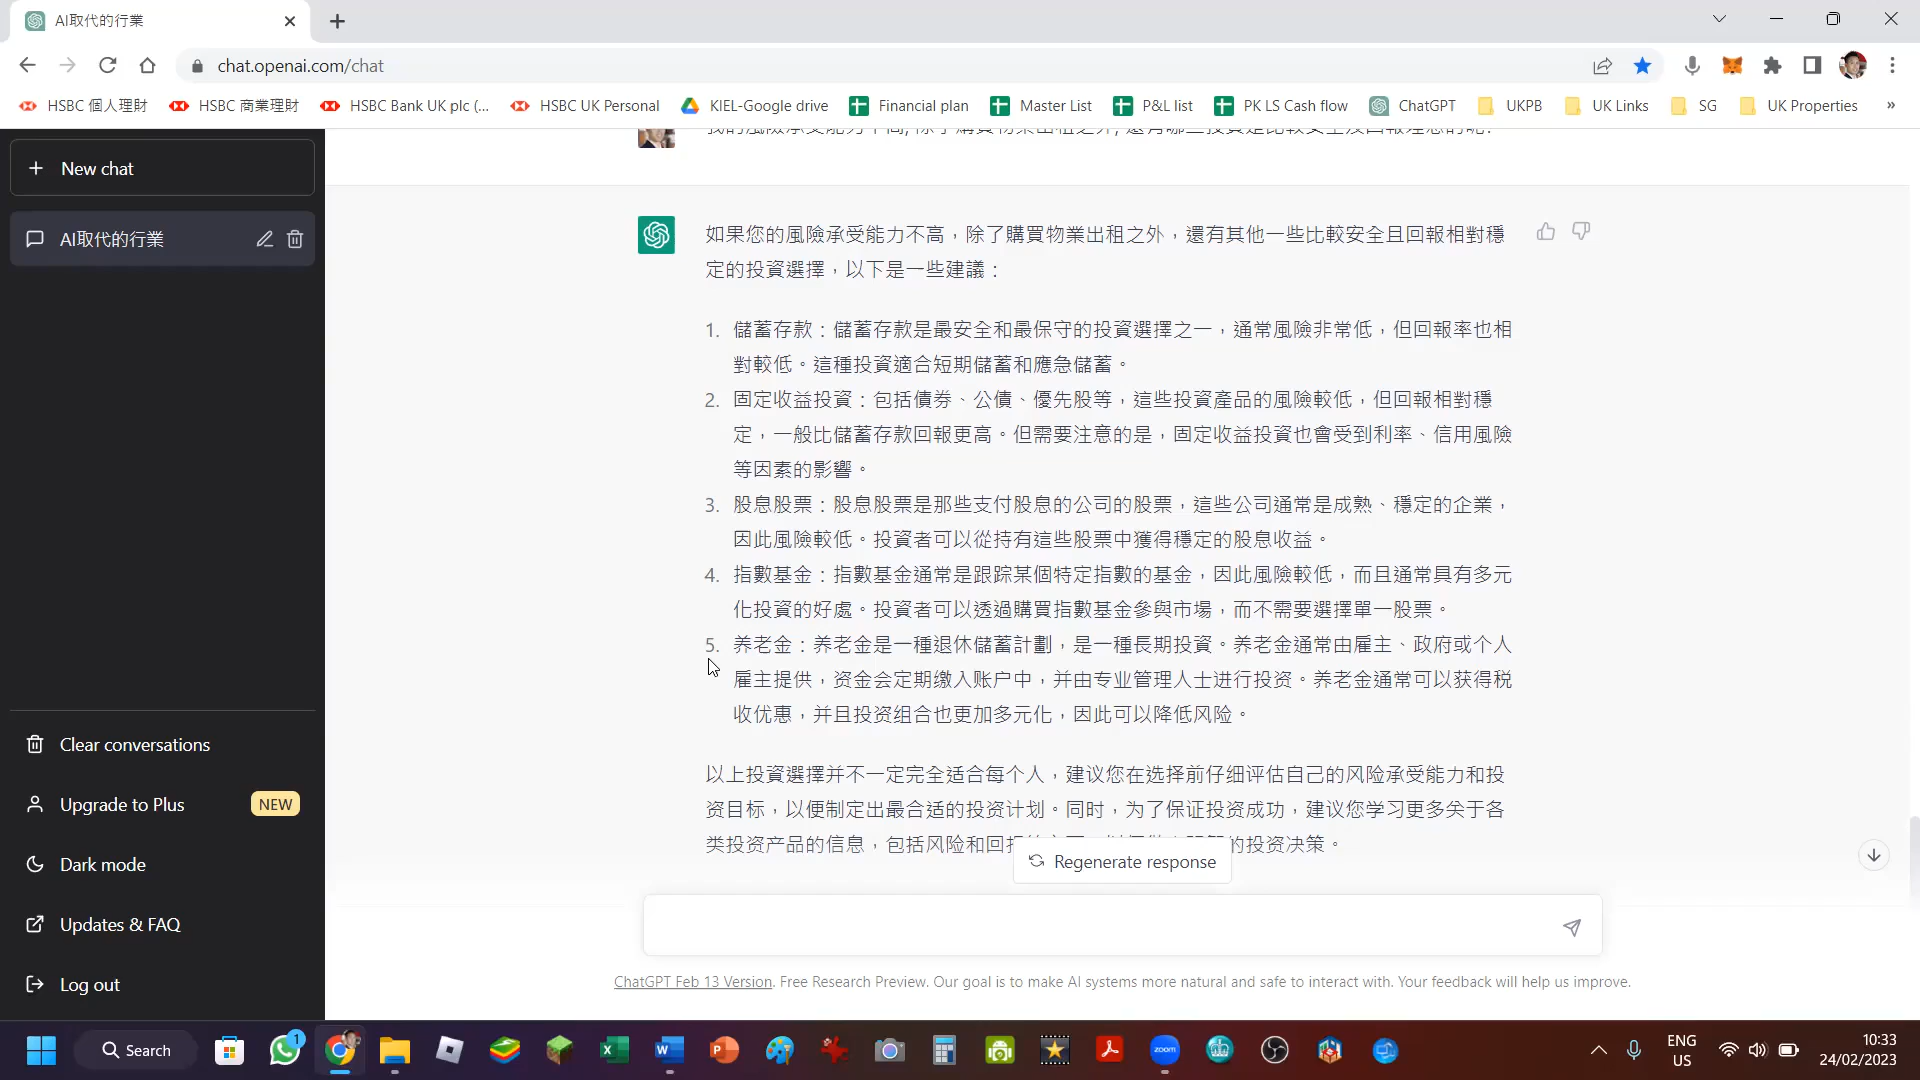 AI取代的行業
chat.openai.com/chat
HSBC 個人理財
HSBC 商業理財
HSBC Bank UK plc (...
HSBC UK Personal
KIEL-Google drive
Financial plan
Master List
P&L list
PK LS Cash flow
ChatGPT
UKPB
UK Links
SG
UK Properties
»
New chat
AI取代的行業
如果您的風險承受能力不高，除了購買物業出租之外，還有其他一些比較安全且回報相對穩
定的投資選擇，以下是一些建議：
1. 儲蓄存款：儲蓄存款是最安全和最保守的投資選擇之一，通常風險非常低，但回報率也相
對較低。這種投資適合短期儲蓄和應急儲蓄。
2. 固定收益投資：包括債券、公債、優先股等，這些投資產品的風險較低，但回報相對穩
定，一般比儲蓄存款回報更高。但需要注意的是，固定收益投資也會受到利率、信用風險
等因素的影響。
3. 股息股票：股息股票是那些支付股息的公司的股票，這些公司通常是成熟、穩定的企業，
因此風險較低。投資者可以從持有這些股票中獲得穩定的股息收益。
4. 指數基金：指數基金通常是跟踪某個特定指數的基金，因此風險較低，而且通常具有多元
化投資的好處。投資者可以透過購買指數基金參與市場，而不需要選擇單一股票。
5. 养老金：养老金是一種退休儲蓄計劃，是一種長期投資。养老金通常由雇主、政府或个人
雇主提供，资金会定期缴入账户中，并由专业管理人士进行投资。养老金通常可以获得税
收优惠，并且投资组合也更加多元化，因此可以降低风险。
以上投資選擇并不一定完全适合每个人，建议您在选择前仔细评估自己的风险承受能力和投
资目标，以便制定出最合适的投资计划。同时，为了保证投资成功，建议您学习更多关于各
类投资产品的信息，包括风险和回 的投资决策。
Regenerate response
Clear conversations
Upgrade to Plus
NEW
Dark mode
Updates & FAQ
Log out
ChatGPT Feb 13 Version. Free Research Preview. Our goal is to make AI systems more natural and safe to interact with. Your feedback will help us improve.
Search
1
zoom
ENG
US
10:33
24/02/2023